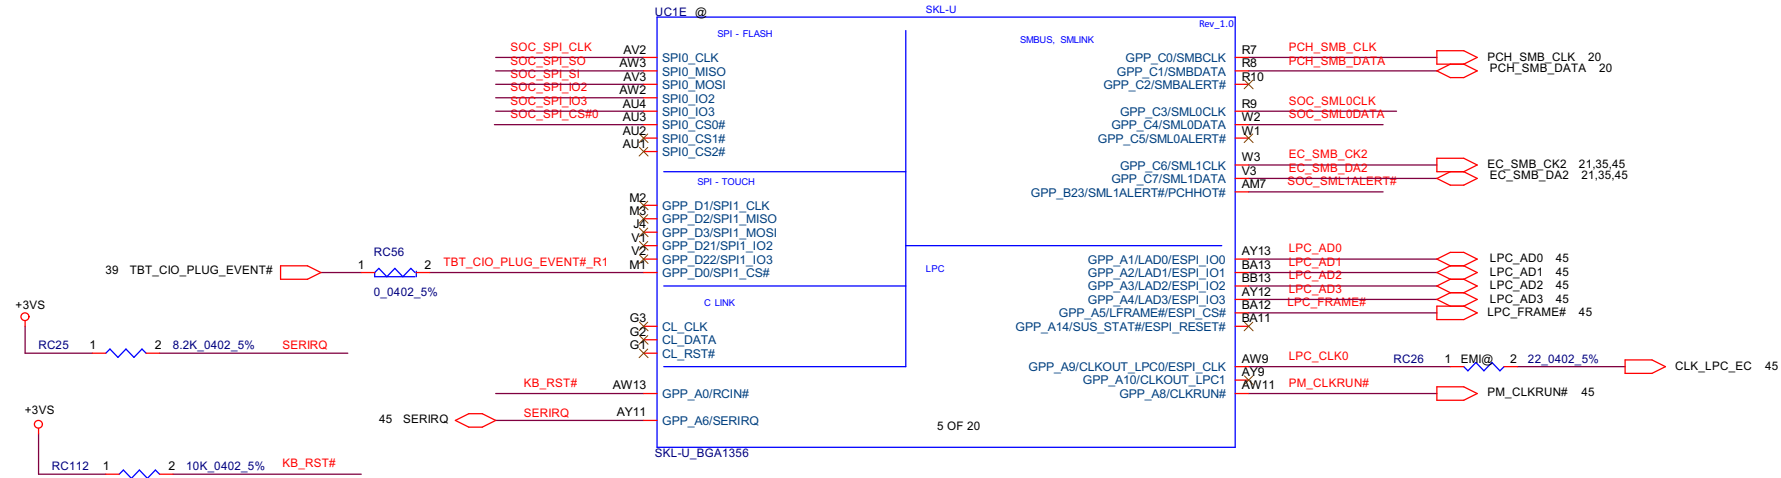 UC1E @
SKL-U
Rev_1.0
SPI - FLASH
SMBUS, SMLINK
SOC_SPI_CLK AV2 SPI0_CLK
SOC_SPI_SO AW3 SPI0_MISO
SOC_SPI_SI AV3 SPI0_MOSI
SOC_SPI_IO2 AW2 SPI0_IO2
SOC_SPI_IO3 AU4 SPI0_IO3
SOC_SPI_CS#0 AU3 SPI0_CS0#
AU2 SPI0_CS1#
AU1 SPI0_CS2#
GPP_C0/SMBCLK R7 PCH_SMB_CLK PCH_SMB_CLK 20
GPP_C1/SMBDATA R8 PCH_SMB_DATA PCH_SMB_DATA 20
GPP_C2/SMBALERT# R10
GPP_C3/SML0CLK R9 SOC_SML0CLK
GPP_C4/SML0DATA W2 SOC_SML0DATA
GPP_C5/SML0ALERT# W1
GPP_C6/SML1CLK W3 EC_SMB_CK2 EC_SMB_CK2 21,35,45
GPP_C7/SML1DATA V3 EC_SMB_DA2 EC_SMB_DA2 21,35,45
GPP_B23/SML1ALERT#/PCHHOT# AM7 SOC_SML1ALERT#
SPI - TOUCH
M2 GPP_D1/SPI1_CLK
M3 GPP_D2/SPI1_MISO
J4 GPP_D3/SPI1_MOSI
V1 GPP_D21/SPI1_IO2
V2 GPP_D22/SPI1_IO3
M1 GPP_D0/SPI1_CS#
39 TBT_CIO_PLUG_EVENT# 1 RC56 2 TBT_CIO_PLUG_EVENT#_R1
0_0402_5%
LPC
GPP_A1/LAD0/ESPI_IO0 AY13 LPC_AD0 LPC_AD0 45
GPP_A2/LAD1/ESPI_IO1 BA13 LPC_AD1 LPC_AD1 45
GPP_A3/LAD2/ESPI_IO2 BB13 LPC_AD2 LPC_AD2 45
GPP_A4/LAD3/ESPI_IO3 AY12 LPC_AD3 LPC_AD3 45
GPP_A5/LFRAME#/ESPI_CS# BA12 LPC_FRAME# LPC_FRAME# 45
GPP_A14/SUS_STAT#/ESPI_RESET# BA11
C LINK
G3 CL_CLK
G2 CL_DATA
G1 CL_RST#
+3VS
RC25 1 2 8.2K_0402_5% SERIRQ
GPP_A9/CLKOUT_LPC0/ESPI_CLK AW9 LPC_CLK0 RC26 1 EMI@ 2 22_0402_5% CLK_LPC_EC 45
GPP_A10/CLKOUT_LPC1 AY9
GPP_A8/CLKRUN# AW11 PM_CLKRUN# PM_CLKRUN# 45
KB_RST# AW13 GPP_A0/RCIN#
45 SERIRQ SERIRQ AY11 GPP_A6/SERIRQ
5 OF 20
+3VS
RC112 1 2 10K_0402_5% KB_RST#
SKL-U_BGA1356